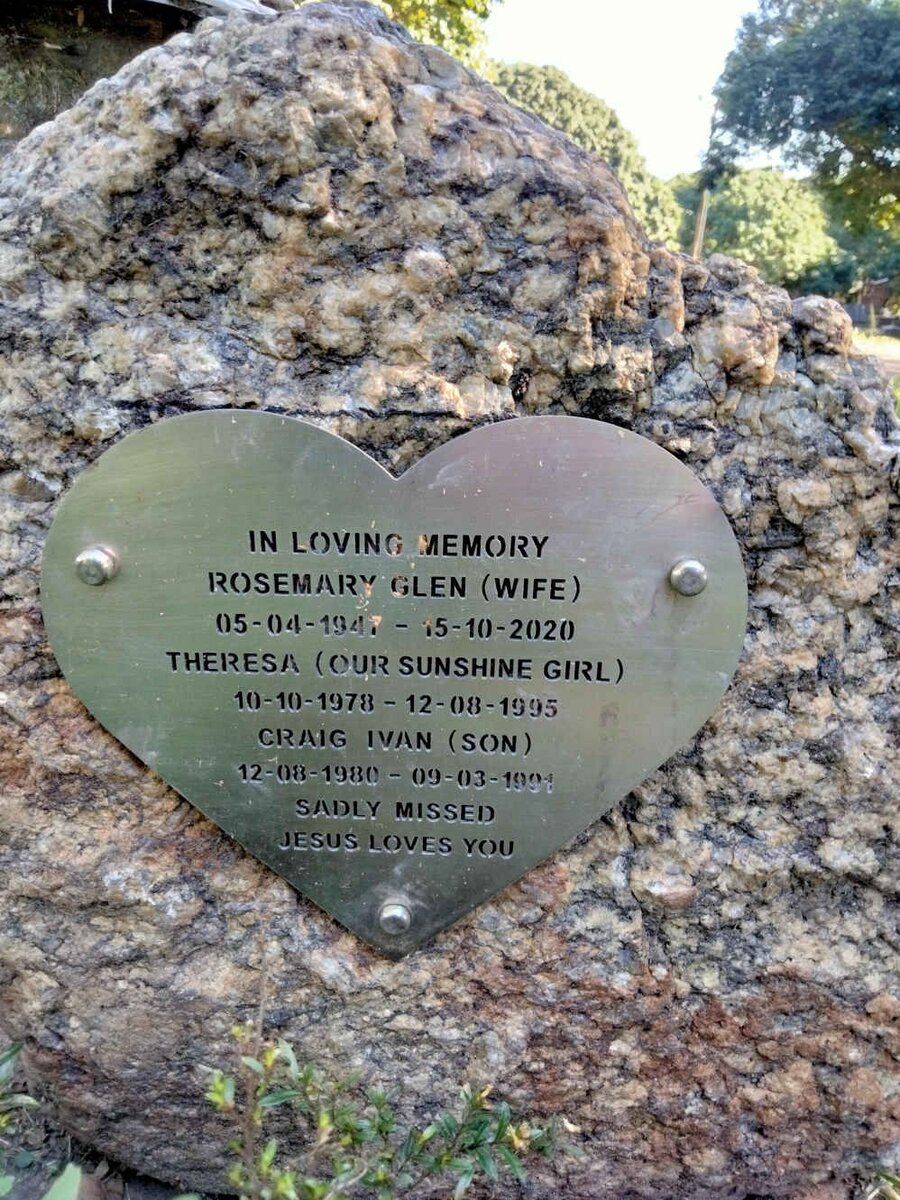 IN LOVING MEMORY
ROSEMARY GLEN (WIFE)
05-04-1947 - 15-10-2020
THERESA (OUR SUNSHINE GIRL)
10-10-1978 - 12-08-1995
CRAIG IVAN (SON)
12-08-1980 - 09-03-1991
SADLY MISSED
JESUS LOVES YOU